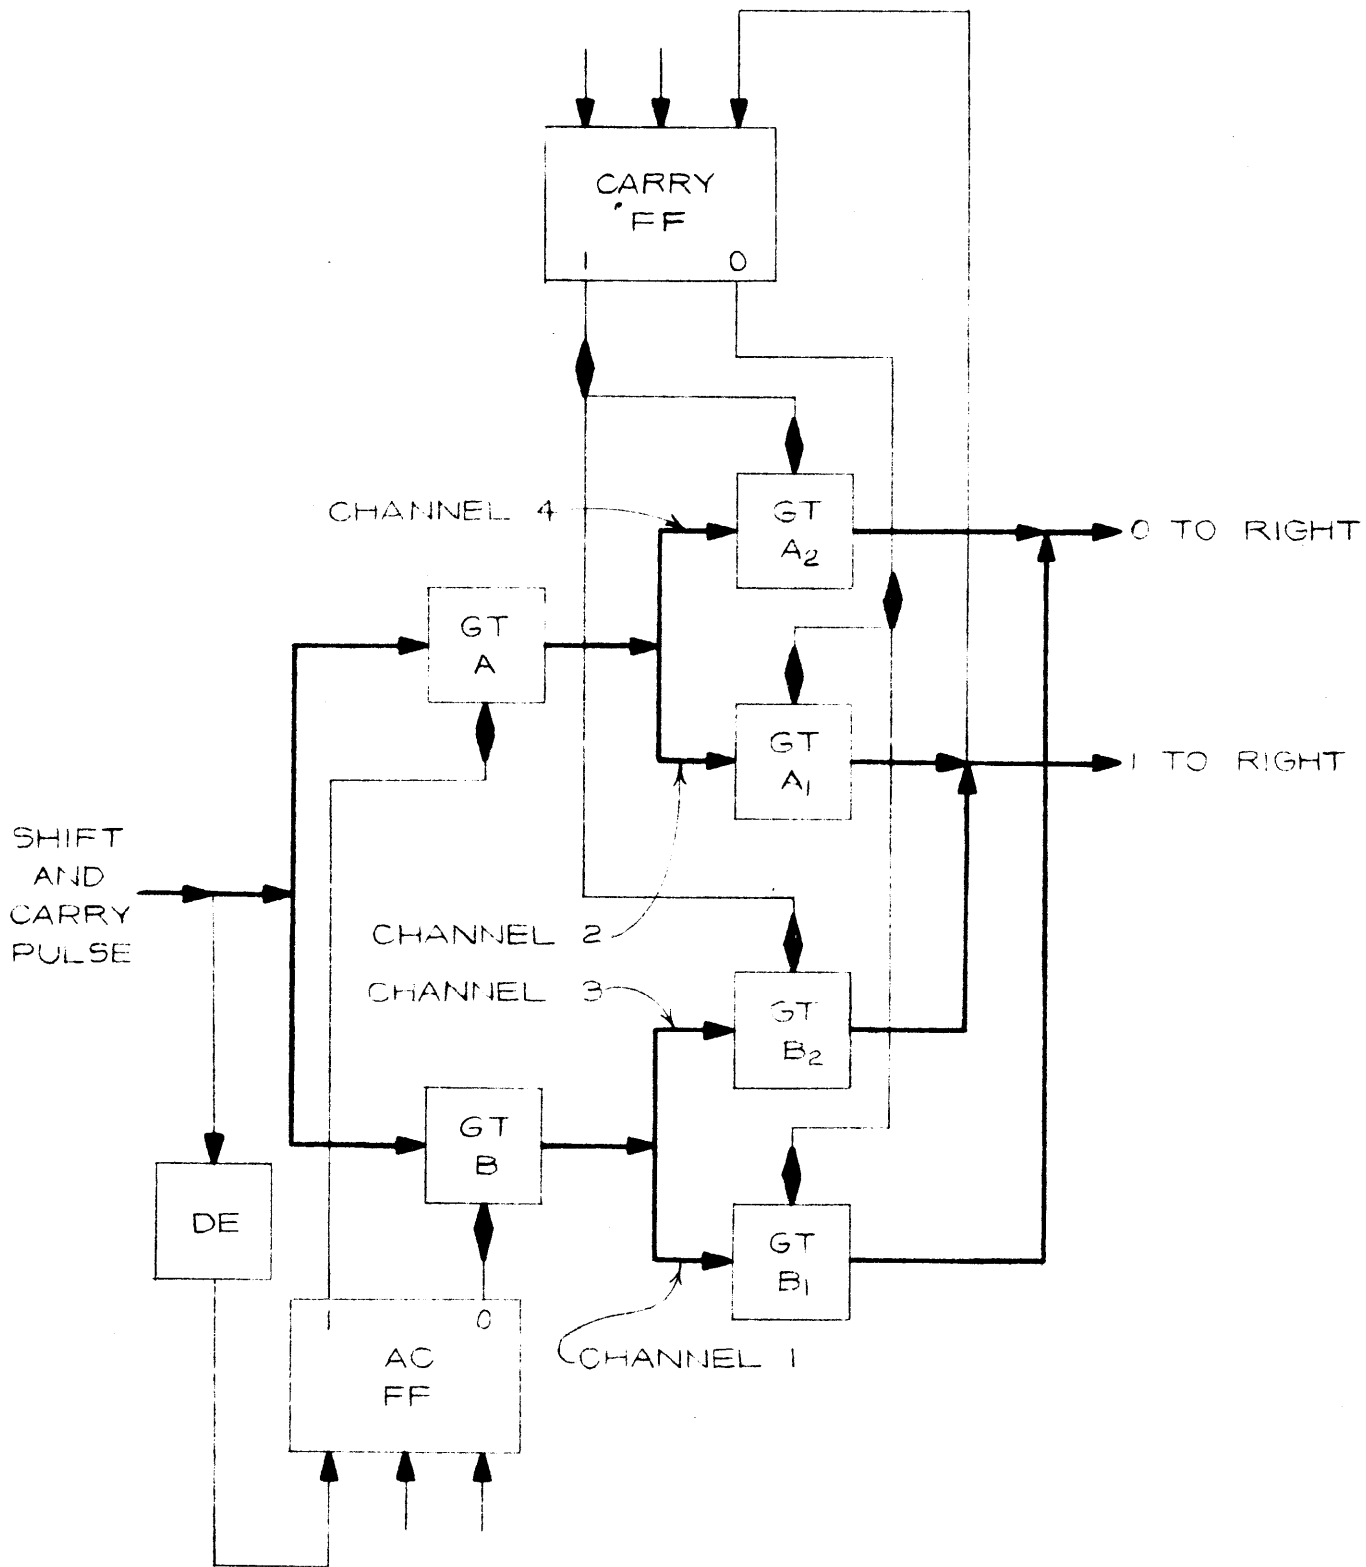 CARRY
FF
1 0
CHANNEL 4
GT
A2
0 TO RIGHT
GT
A
GT
A1
1 TO RIGHT
SHIFT
AND
CARRY
PULSE
CHANNEL 2
CHANNEL 3
GT
B2
GT
B
DE
GT
B1
1 0
AC
FF
CHANNEL 1